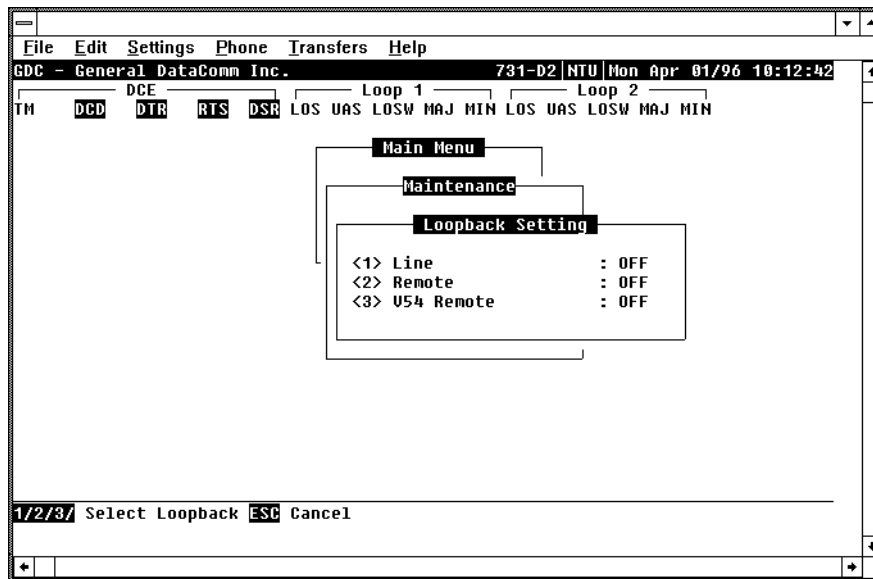 File Edit Settings Phone Transfers Help
GDC - General DataComm Inc. 731-D2|NTU|Mon Apr 01/96 10:12:42
DCE Loop 1 Loop 2
TM DCD DTR RTS DSR LOS UAS LOSW MAJ MIN LOS UAS LOSW MAJ MIN
Main Menu
Maintenance
Loopback Setting
<1> Line : OFF
<2> Remote : OFF
<3> V54 Remote : OFF
1/2/3/ Select Loopback ESC Cancel